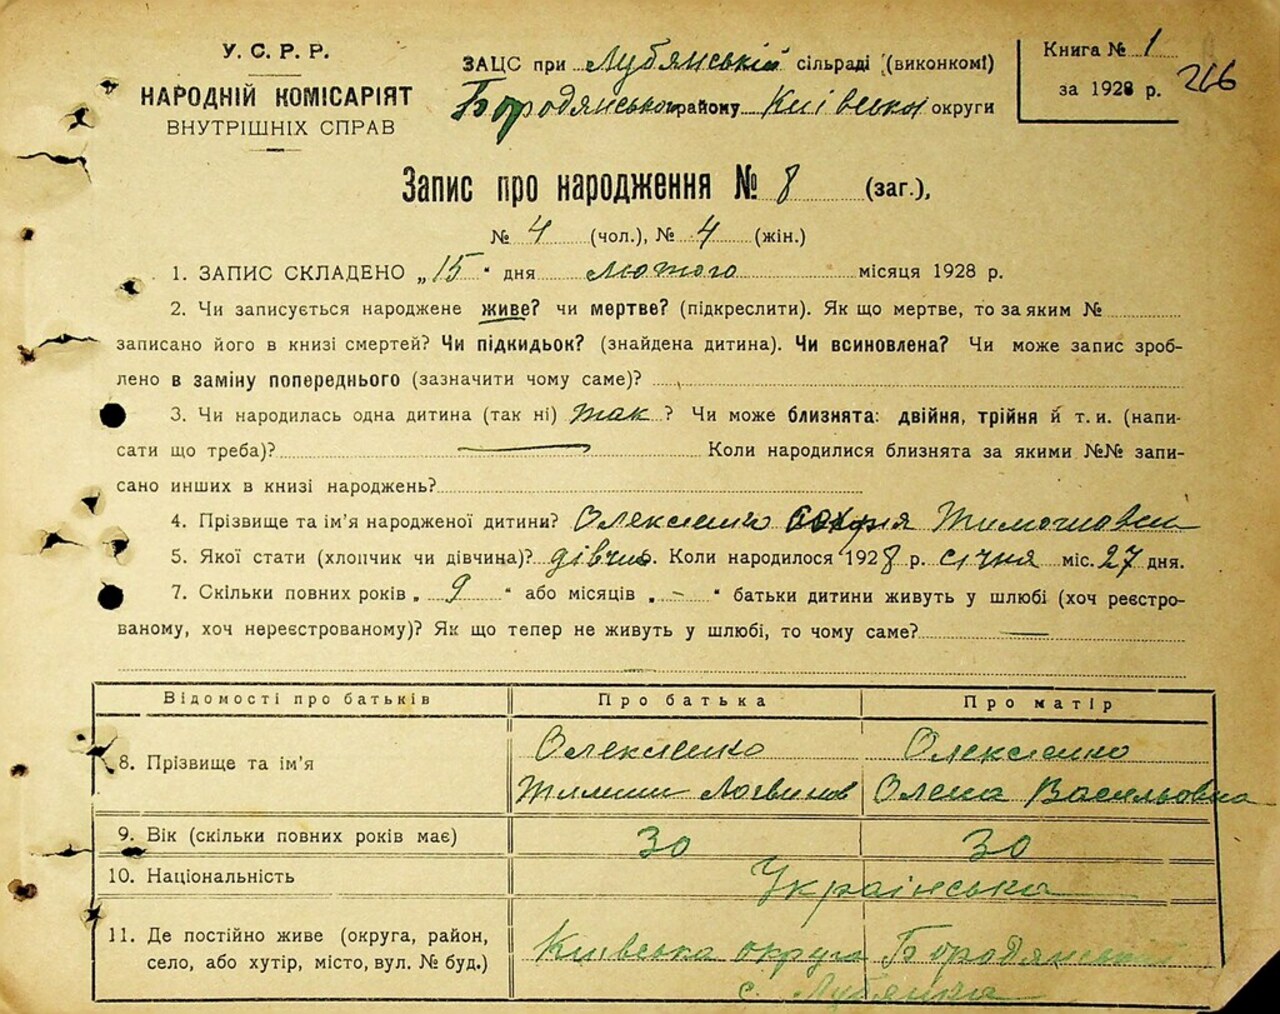 У. С. Р. Р.
НАРОДНІЙ КОМІСАРІЯТ
ВНУТРІШНІХ СПРАВ
ЗАЦС при Лубянській сільраді (виконкомі)
Бородянського району Київської округи
Книга № 1
за 1928 р.
266
Запис про народження № 8 (заг.),
№ 4 (чол.), № 4 (жін.)
1. ЗАПИС СКЛАДЕНО „15" дня лютого місяця 1928 р.
2. Чи записується народжене живе? чи мертве? (підкреслити). Як що мертве, то за яким №
записано його в книзі смертей? Чи підкидьок? (знайдена дитина). Чи всиновлена? Чи може запис зроб-
лено в заміну попереднього (зазначити чому саме)?
3. Чи народилась одна дитина (так ні) так ? Чи може близнята: двійня, трійня й т. и. (напи-
сати що треба)? Коли народилися близнята за якими №№ запи-
сано инших в книзі народжень?
4. Прізвище та ім'я народженої дитини? Олексієнко Тимошовна
5. Якої стати (хлопчик чи дівчина)? дівчина. Коли народилося 1928 р. січня міс. 27 дня.
7. Скільки повних років „ 9 " або місяців „ - " батьки дитини живуть у шлюбі (хоч реєстро-
ваному, хоч нереєстрованому)? Як що тепер не живуть у шлюбі, то чому саме?
Відомості про батьків Про батька Про матір
8. Прізвище та ім'я Олексієнко Олексієнко
Логвинов Олена Васильовна
9. Вік (скільки повних років має) 30 30
10. Національність Українська
11. Де постійно живе (округа, район,
село, або хутір, місто, вул. № буд.) Київська округа Бородянський
с. Лубянка